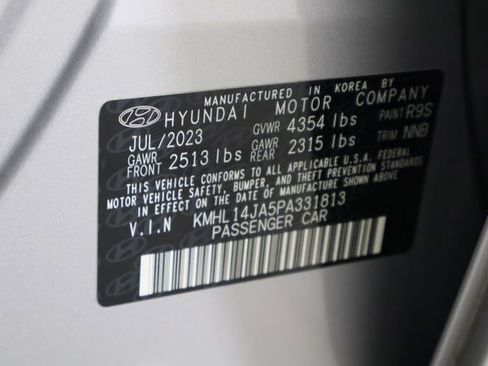 MANUFACTURED IN KOREA BY
HYUNDAI MOTOR COMPANY
JUL/2023 GVWR 4354 lbs PAINT R9S
GAWR FRONT 2513 lbs GAWR REAR 2315 lbs TRIM NNB
THIS VEHICLE CONFORMS TO ALL APPLICABLE U.S.A. FEDERAL
MOTOR VEHICLE SAFETY, BUMPER, AND THEFT PREVENTION STANDARDS
IN EFFECT ON THE DATE OF MANUFACTURE SHOWN ABOVE.
V.I.N KMHL14JA5PA331813
PASSENGER CAR